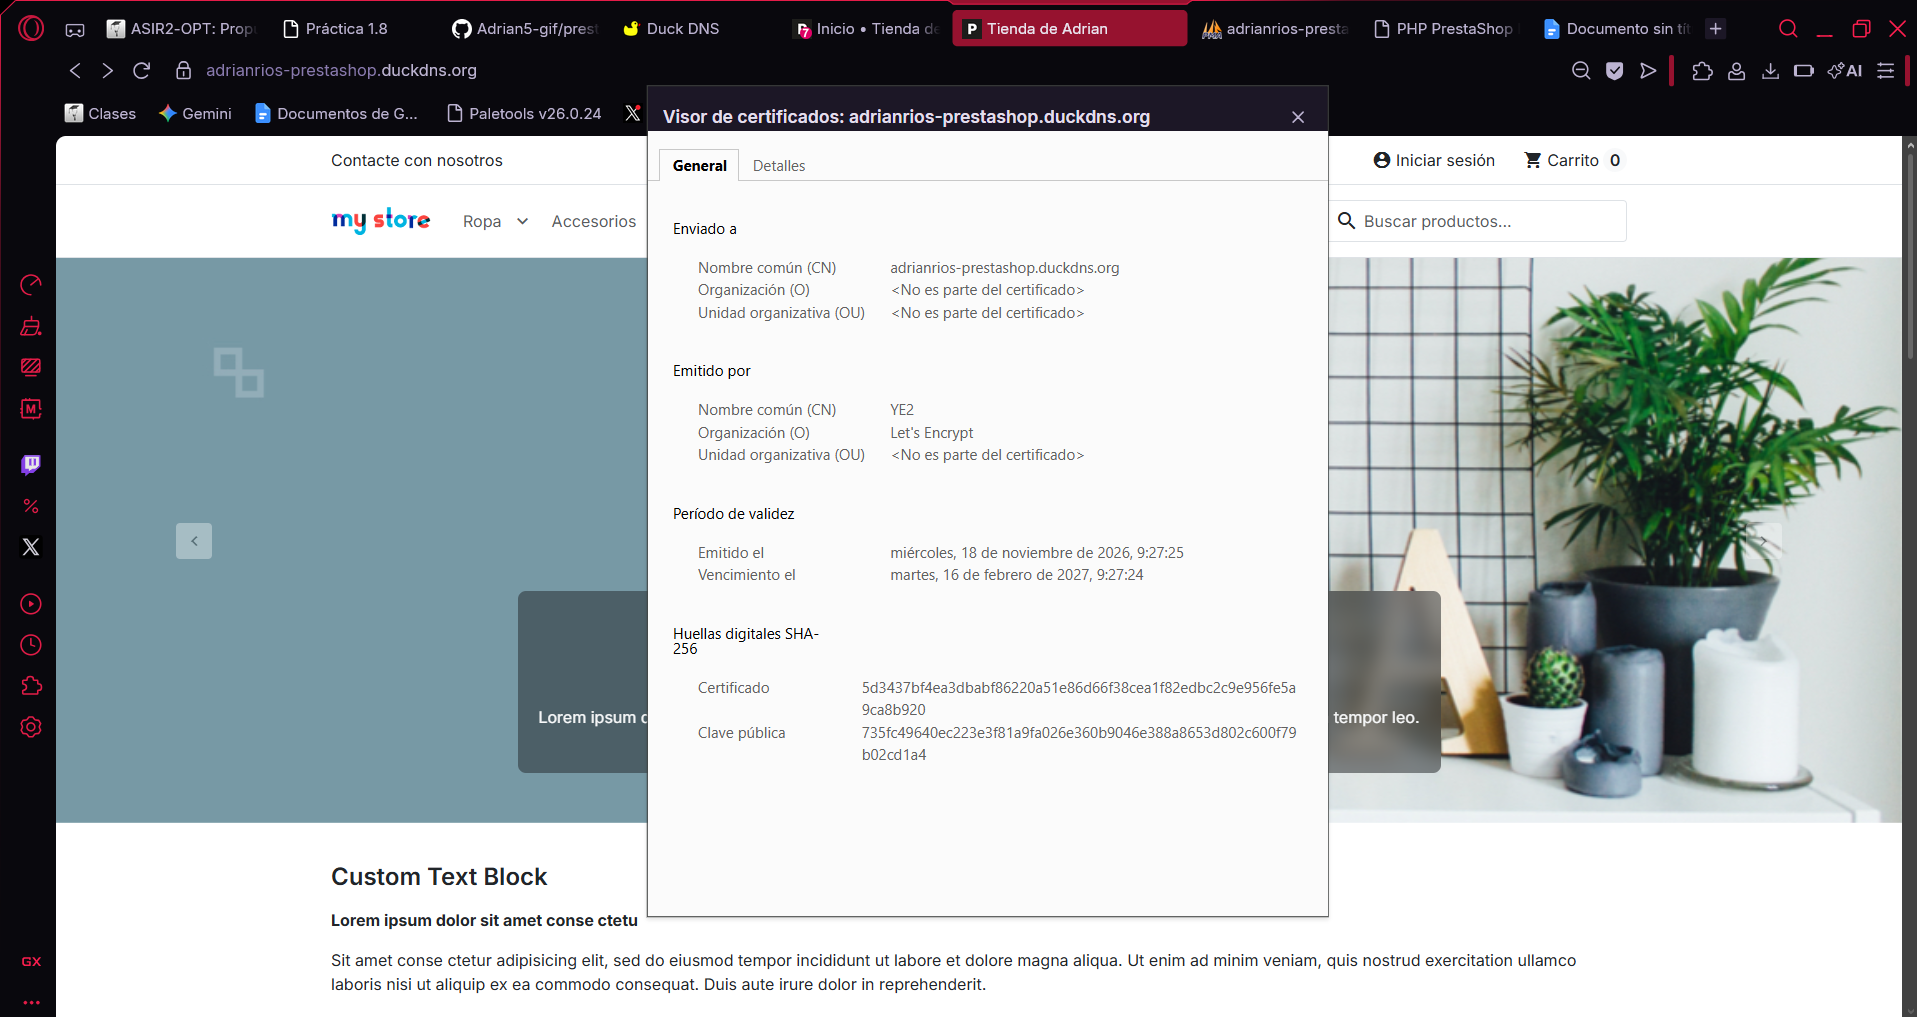 ASIR2-OPT: Prop
Práctica 1.8
Adrian5-gif/prest
Duck DNS
Inicio • Tienda de
P Tienda de Adrian
adrianrios-presta
PHP PrestaShop
Documento sin tít
adrianrios-prestashop.duckdns.org
AI
Clases
Gemini
Documentos de G...
Paletools v26.0.24
Visor de certificados: adrianrios-prestashop.duckdns.org
General
Detalles
Contacte con nosotros
Iniciar sesión
Carrito 0
my store
Ropa
Accesorios
Buscar productos...
Enviado a
Nombre común (CN) adrianrios-prestashop.duckdns.org
Organización (O) <No es parte del certificado>
Unidad organizativa (OU) <No es parte del certificado>
Emitido por
Nombre común (CN) YE2
Organización (O) Let's Encrypt
Unidad organizativa (OU) <No es parte del certificado>
Período de validez
Emitido el miércoles, 18 de noviembre de 2026, 9:27:25
Vencimiento el martes, 16 de febrero de 2027, 9:27:24
Huellas digitales SHA-
256
Certificado 5d3437bf4ea3dbabf86220a51e86d66f38cea1f82edbc2c9e956fe5a
9ca8b920
Clave pública 735fc49640ec223e3f81a9fa026e360b9046e388a8653d802c600f79
b02cd1a4
Lorem ipsum
tempor leo.
Custom Text Block
Lorem ipsum dolor sit amet conse ctetu
Sit amet conse ctetur adipisicing elit, sed do eiusmod tempor incididunt ut labore et dolore magna aliqua. Ut enim ad minim veniam, quis nostrud exercitation ullamco
laboris nisi ut aliquip ex ea commodo consequat. Duis aute irure dolor in reprehenderit.
M
GX